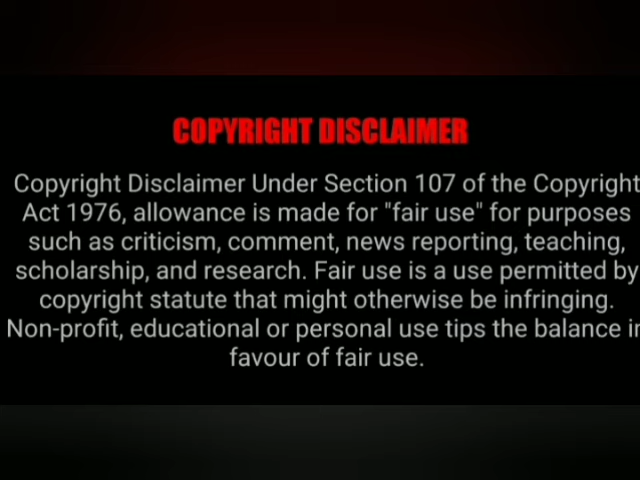 COPYRIGHT DISCLAIMER
Copyright Disclaimer Under Section 107 of the Copyright
Act 1976, allowance is made for "fair use" for purposes
such as criticism, comment, news reporting, teaching,
scholarship, and research. Fair use is a use permitted by
copyright statute that might otherwise be infringing.
Non-profit, educational or personal use tips the balance in
favour of fair use.